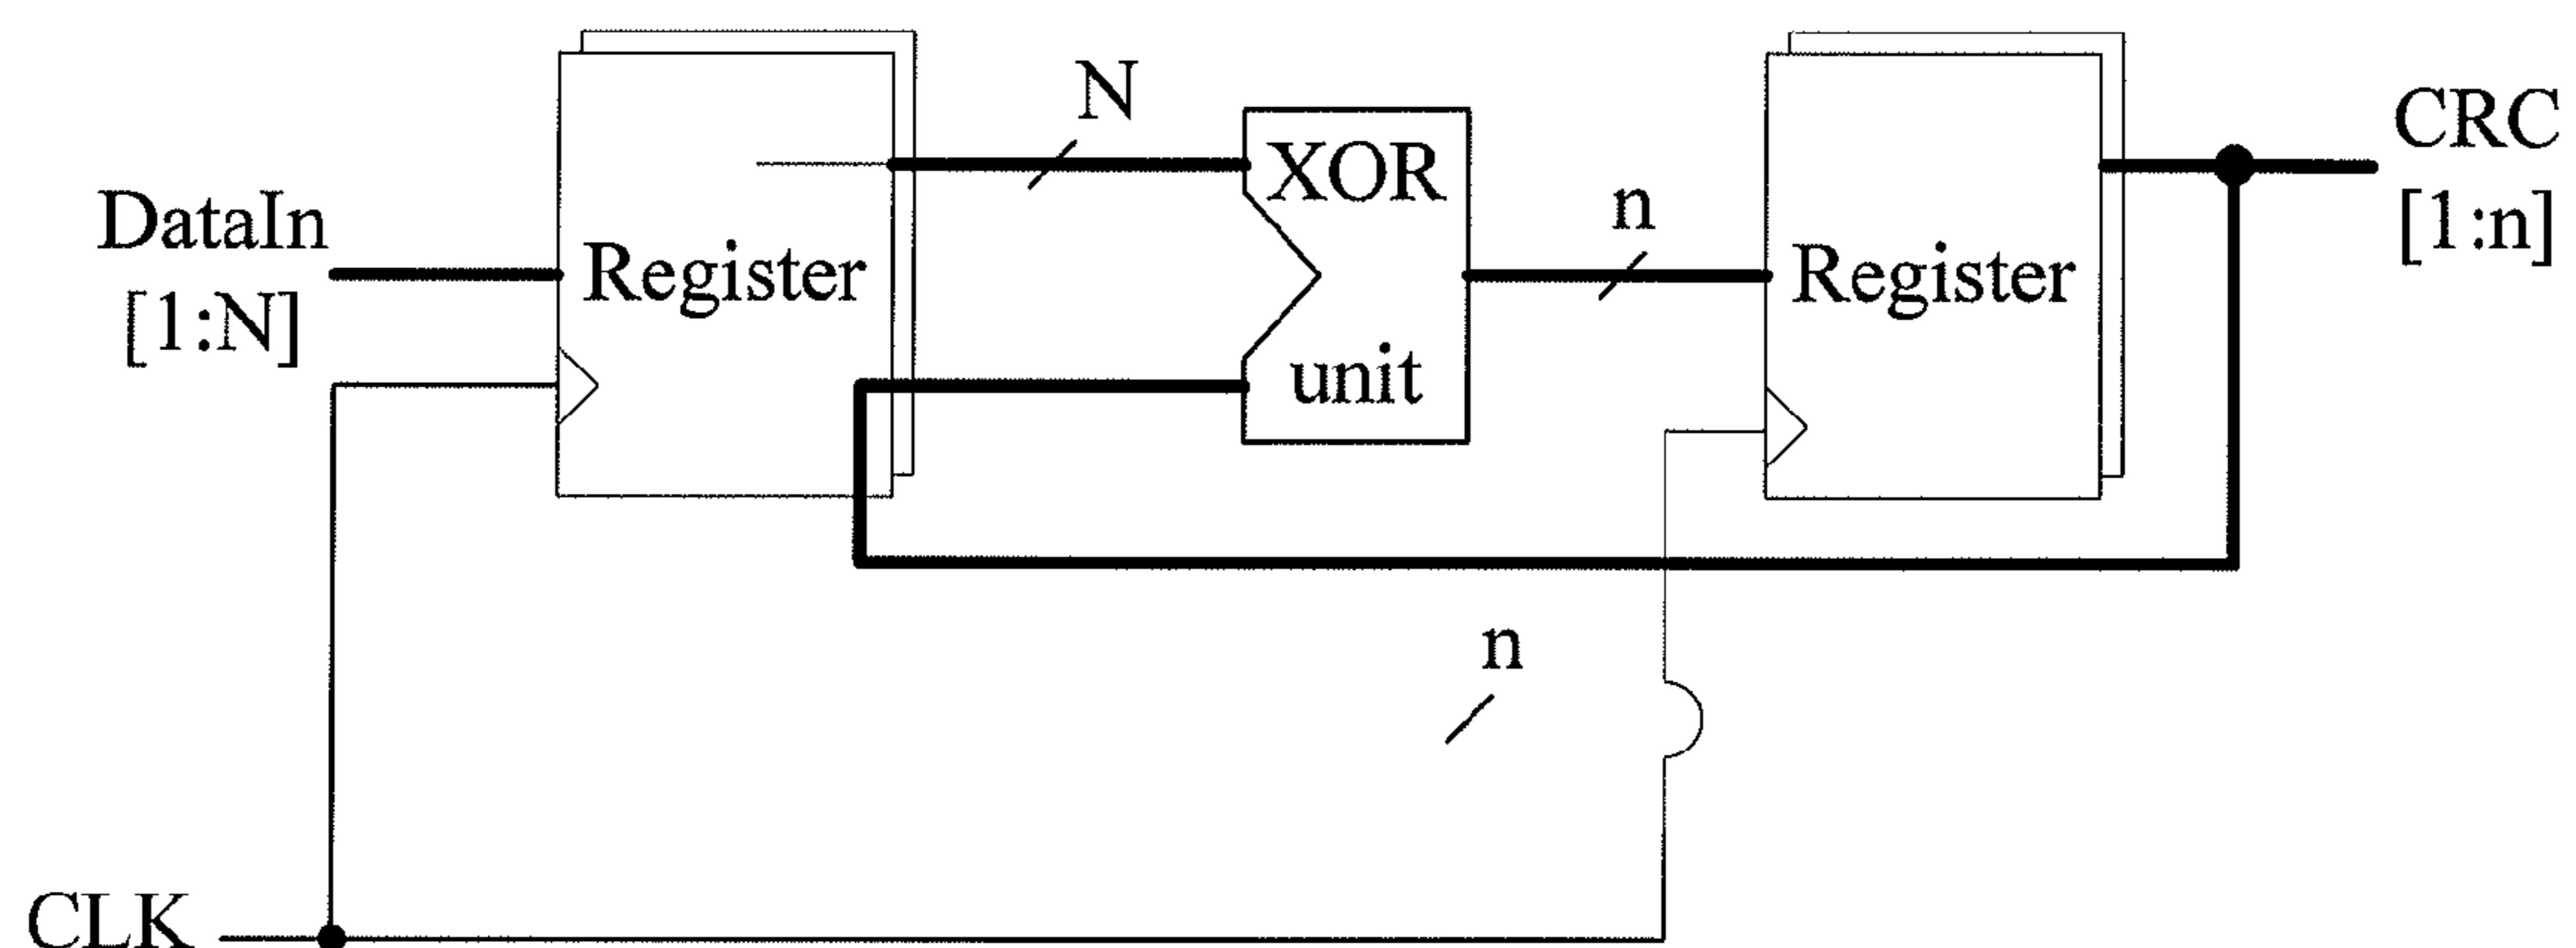 N
CRC
[1:n]
XOR
unit
n
DataIn
[1:N]
Register
Register
n
CLK